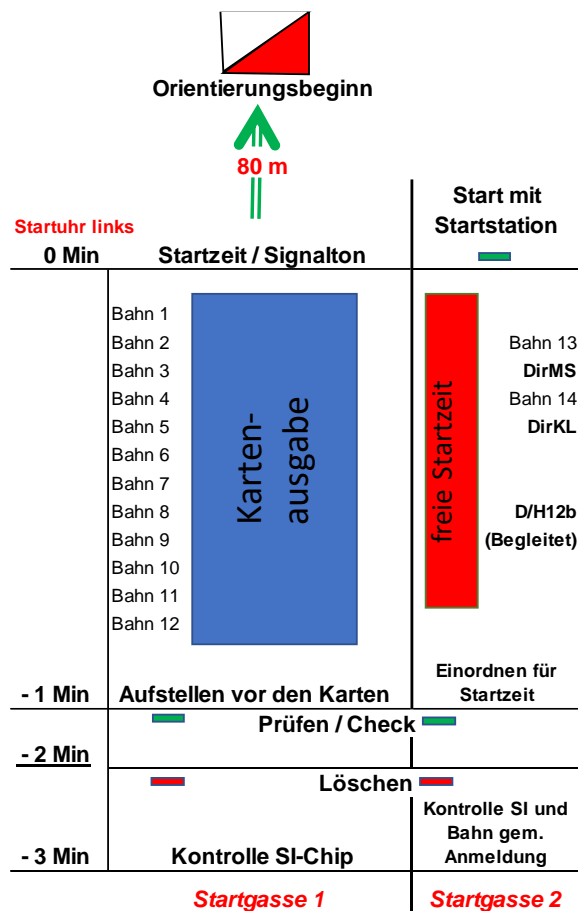 Orientierungsbeginn
80 m
Start mit
Startstation
Startuhr links
0 Min
Startzeit / Signalton
Bahn 1
Bahn 2
Bahn 3
Bahn 4
Bahn 5
Bahn 6
Bahn 7
Bahn 8
Bahn 9
Bahn 10
Bahn 11
Bahn 12
Karten-
ausgabe
freie Startzeit
Bahn 13
DirMS
Bahn 14
DirKL
D/H12b
(Begleitet)
- 1 Min
Aufstellen vor den Karten
Einordnen für
Startzeit
Prüfen / Check
- 2 Min
Löschen
- 3 Min
Kontrolle SI-Chip
Kontrolle SI und
Bahn gem.
Anmeldung
Startgasse 1
Startgasse 2